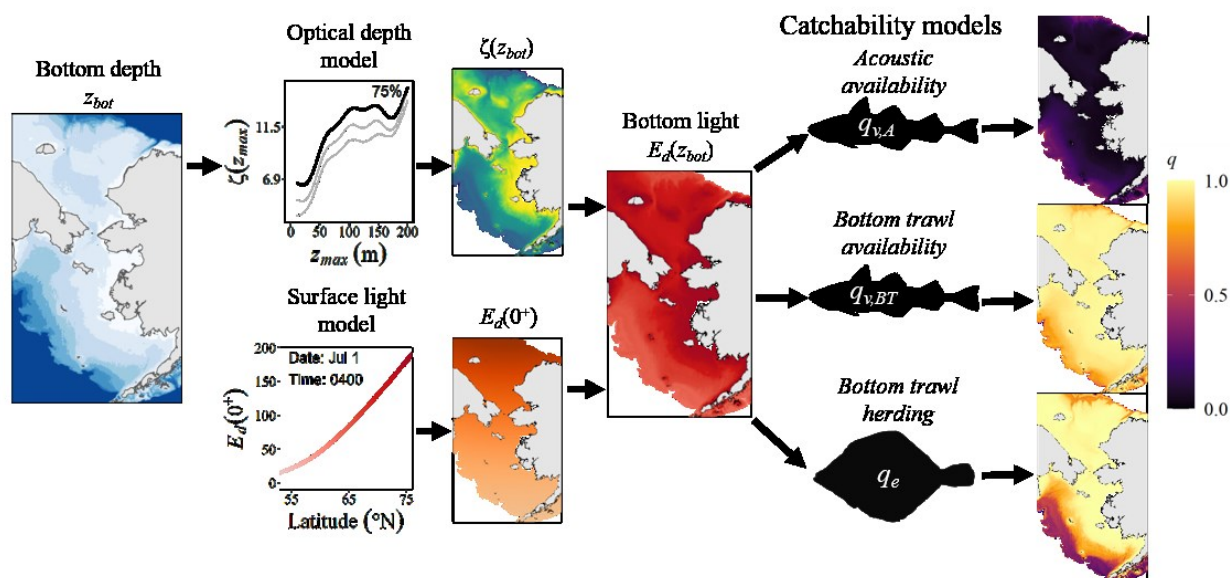 Bottom depth
z_bot
Optical depth
model
75%
11.5
6.9
ζ(z_max)
0
50
100
150
200
z_max (m)
ζ(z_bot)
Surface light
model
200
150
100
50
0
Date: Jul 1
Time: 0400
E_d(0⁺)
55
65
75
Latitude (°N)
E_d(0⁺)
Bottom light
E_d(z_bot)
Catchability models
Acoustic
availability
q_v,A
Bottom trawl
availability
q_v,BT
Bottom trawl
herding
q_e
q
1.0
0.5
0.0